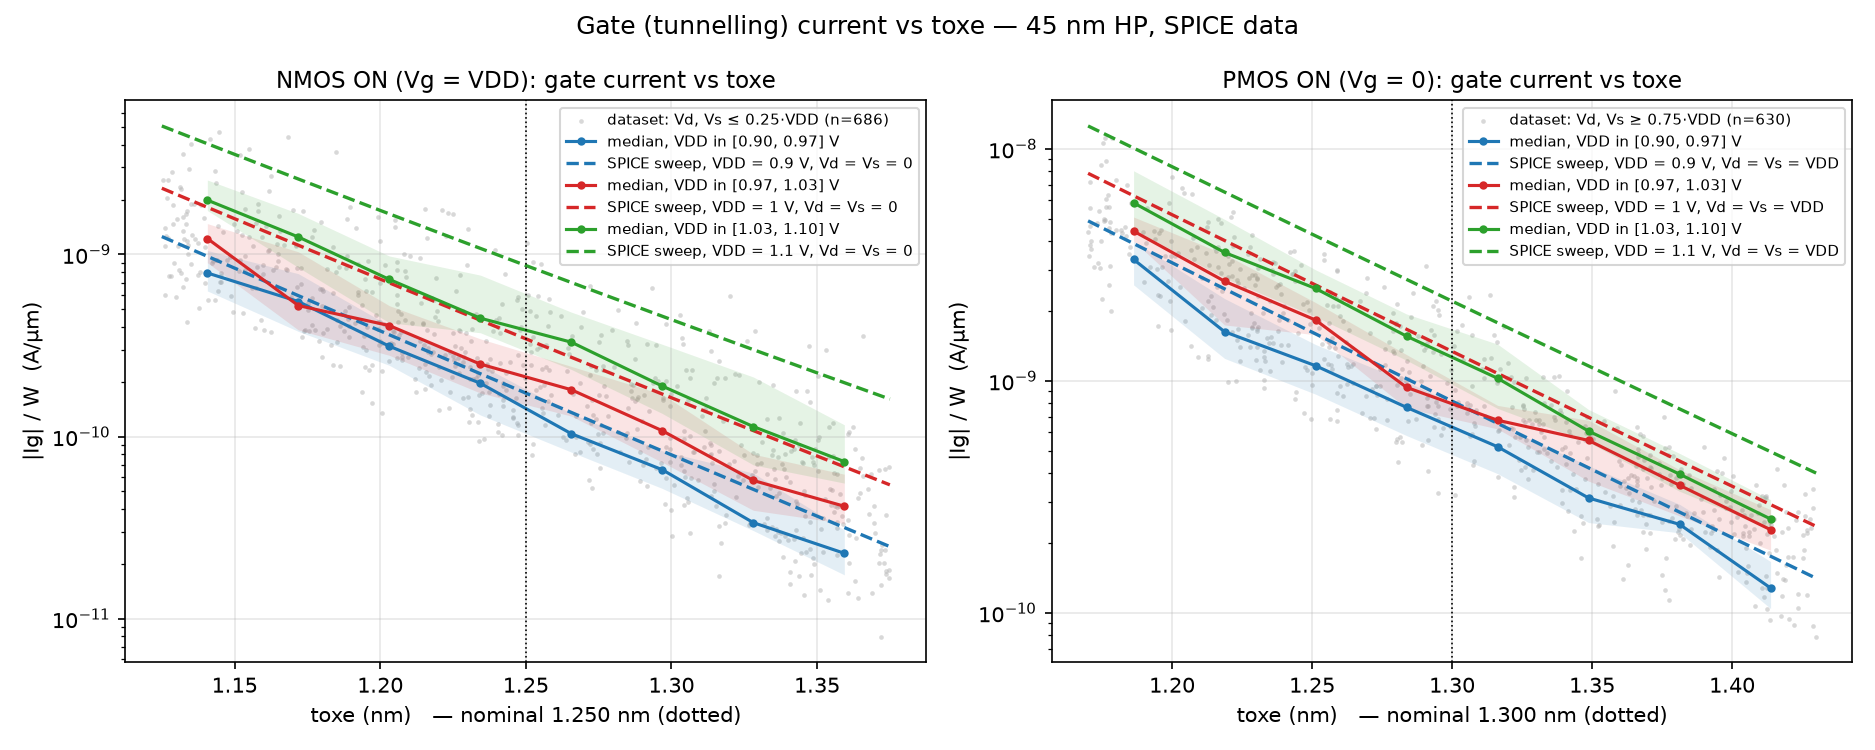 Gate (tunnelling) current vs toxe — 45 nm HP, SPICE data
NMOS ON (Vg = VDD): gate current vs toxe
dataset: Vd, Vs ≤ 0.25·VDD (n=686)
median, VDD in [0.90, 0.97] V
SPICE sweep, VDD = 0.9 V, Vd = Vs = 0
median, VDD in [0.97, 1.03] V
SPICE sweep, VDD = 1 V, Vd = Vs = 0
median, VDD in [1.03, 1.10] V
SPICE sweep, VDD = 1.1 V, Vd = Vs = 0
|Ig| / W  (A/μm)
10⁻⁹
10⁻¹⁰
10⁻¹¹
1.15
1.20
1.25
1.30
1.35
toxe (nm)   — nominal 1.250 nm (dotted)
PMOS ON (Vg = 0): gate current vs toxe
dataset: Vd, Vs ≥ 0.75·VDD (n=630)
median, VDD in [0.90, 0.97] V
SPICE sweep, VDD = 0.9 V, Vd = Vs = VDD
median, VDD in [0.97, 1.03] V
SPICE sweep, VDD = 1 V, Vd = Vs = VDD
median, VDD in [1.03, 1.10] V
SPICE sweep, VDD = 1.1 V, Vd = Vs = VDD
|Ig| / W  (A/μm)
10⁻⁸
10⁻⁹
10⁻¹⁰
1.20
1.25
1.30
1.35
1.40
toxe (nm)   — nominal 1.300 nm (dotted)